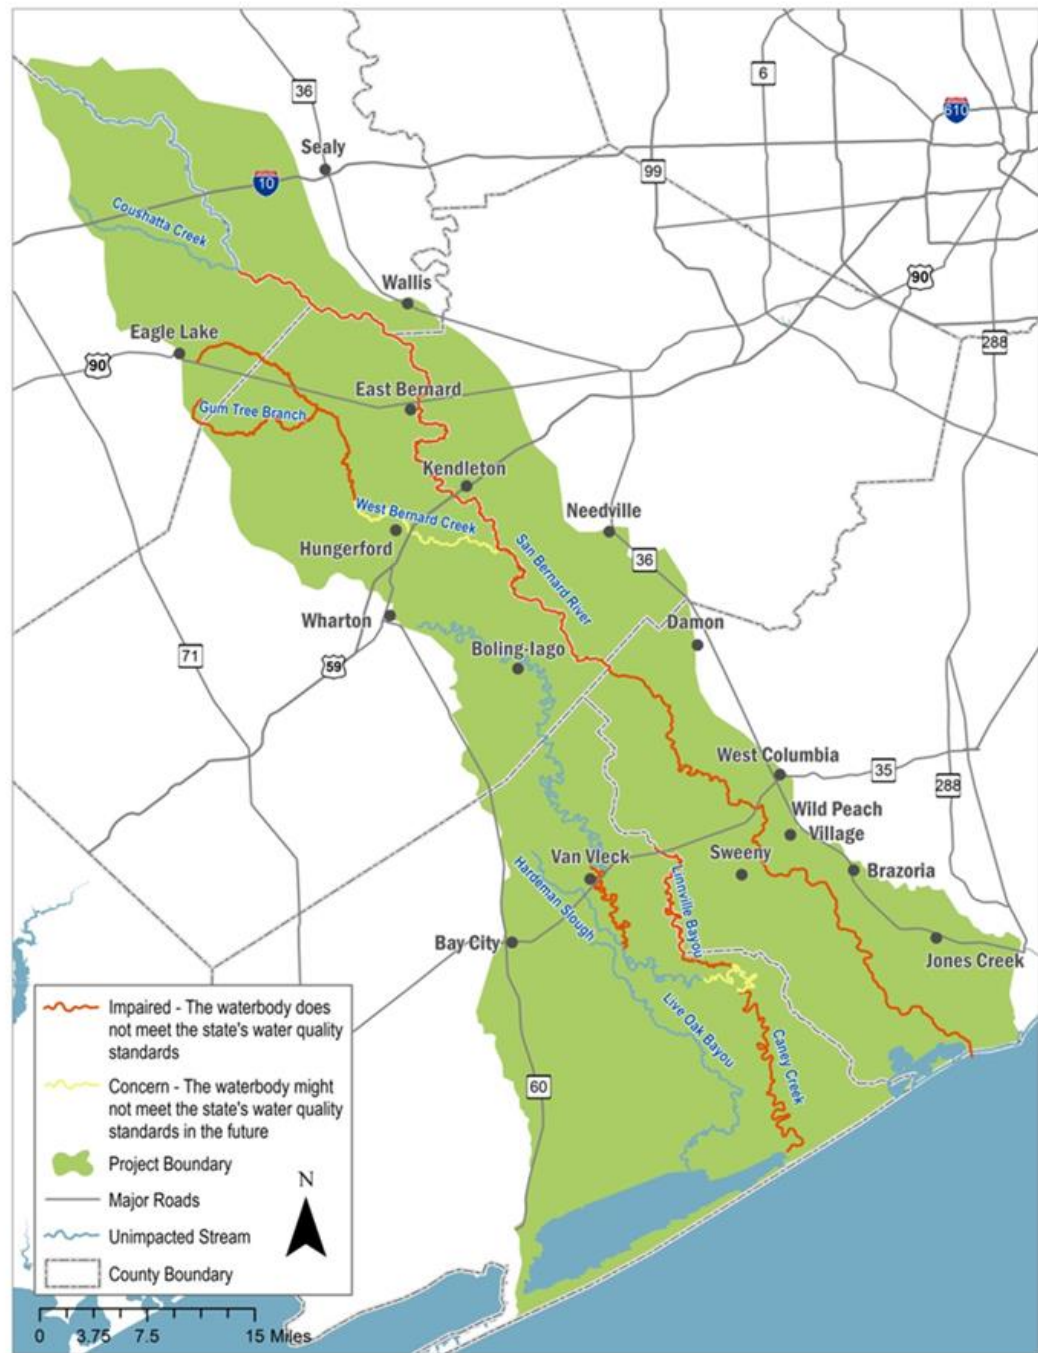 36
6
610
Sealy
99
10
Coushatta Creek
90
Wallis
Eagle Lake
288
90
East Bernard
Gum Tree Branch
Kendleton
West Bernard Creek
Needville
Hungerford
San Bernard River
36
Wharton
Damon
Boling-Iago
71
59
West Columbia
35
288
Wild Peach
Village
Van Vleck
Sweeny
Brazoria
Hardeman Slough
Linnville Bayou
Bay City
Jones Creek
Live Oak Bayou
Caney Creek
60
Impaired - The waterbody does
not meet the state's water quality
standards
Concern - The waterbody might
not meet the state's water quality
standards in the future
Project Boundary
N
Major Roads
Unimpacted Stream
County Boundary
0 3.75 7.5 15 Miles